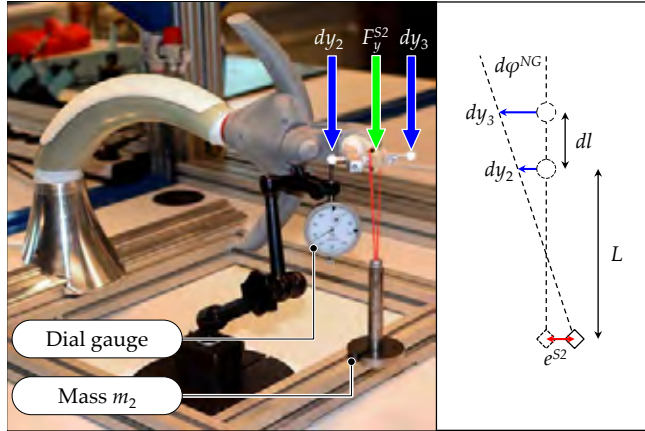 dy₂ F_y^{S2} dy₃
Dial gauge
Mass m₂
dφ^{NG}
dy₃
dl
dy₂
L
e^{S2}